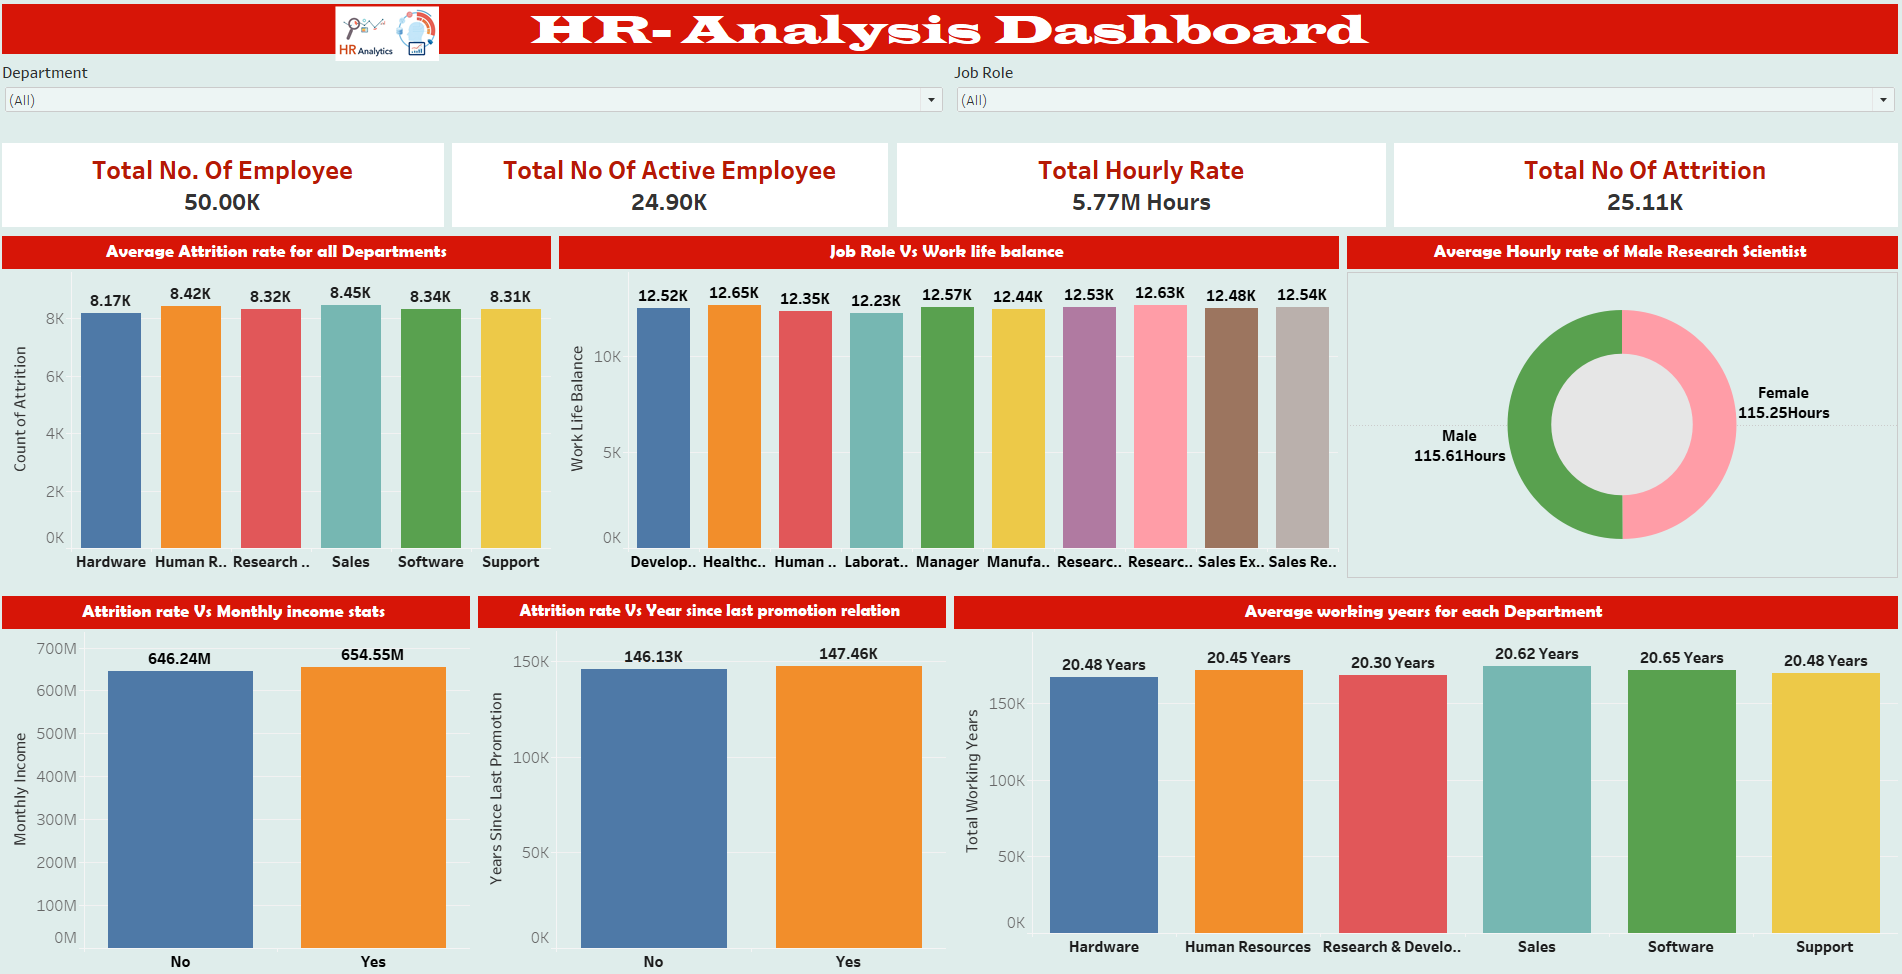 HR Analytics
HR- Analysis Dashboard
Department
Job Role
(All)
(All)
Total No. Of Employee
50.00K
Total No Of Active Employee
24.90K
Total Hourly Rate
5.77M Hours
Total No Of Attrition
25.11K
Average Attrition rate for all Departments
Count of Attrition
8K
6K
4K
2K
0K
8.17K
8.42K
8.32K
8.45K
8.34K
8.31K
Hardware
Human R..
Research ..
Sales
Software
Support
Job Role Vs Work life balance
Work Life Balance
10K
5K
0K
12.52K
12.65K
12.35K
12.23K
12.57K
12.44K
12.53K
12.63K
12.48K
12.54K
Develop..
Healthc..
Human ..
Laborat..
Manager
Manufa..
Researc..
Researc..
Sales Ex..
Sales Re..
Average Hourly rate of Male Research Scientist
Female
115.25Hours
Male
115.61Hours
Attrition rate Vs Monthly income stats
Monthly Income
700M
600M
500M
400M
300M
200M
100M
0M
646.24M
654.55M
No
Yes
Attrition rate Vs Year since last promotion relation
Years Since Last Promotion
150K
100K
50K
0K
146.13K
147.46K
No
Yes
Average working years for each Department
Total Working Years
150K
100K
50K
0K
20.48 Years
20.45 Years
20.30 Years
20.62 Years
20.65 Years
20.48 Years
Hardware
Human Resources
Research & Develo..
Sales
Software
Support